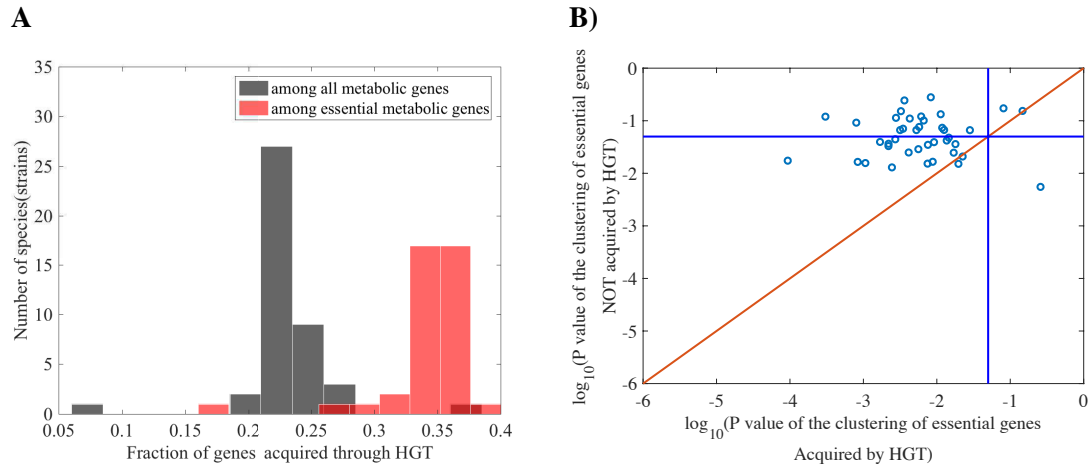 A
B)
35
30
25
20
15
10
5
0
Number of species(strains)
among all metabolic genes
among essential metabolic genes
0.05 0.1 0.15 0.2 0.25 0.3 0.35 0.4
Fraction of genes acquired through HGT
log10(P value of the clustering of essential genes
NOT acquired by HGT)
0
-1
-2
-3
-4
-5
-6
-6 -5 -4 -3 -2 -1 0
log10(P value of the clustering of essential genes
Acquired by HGT)